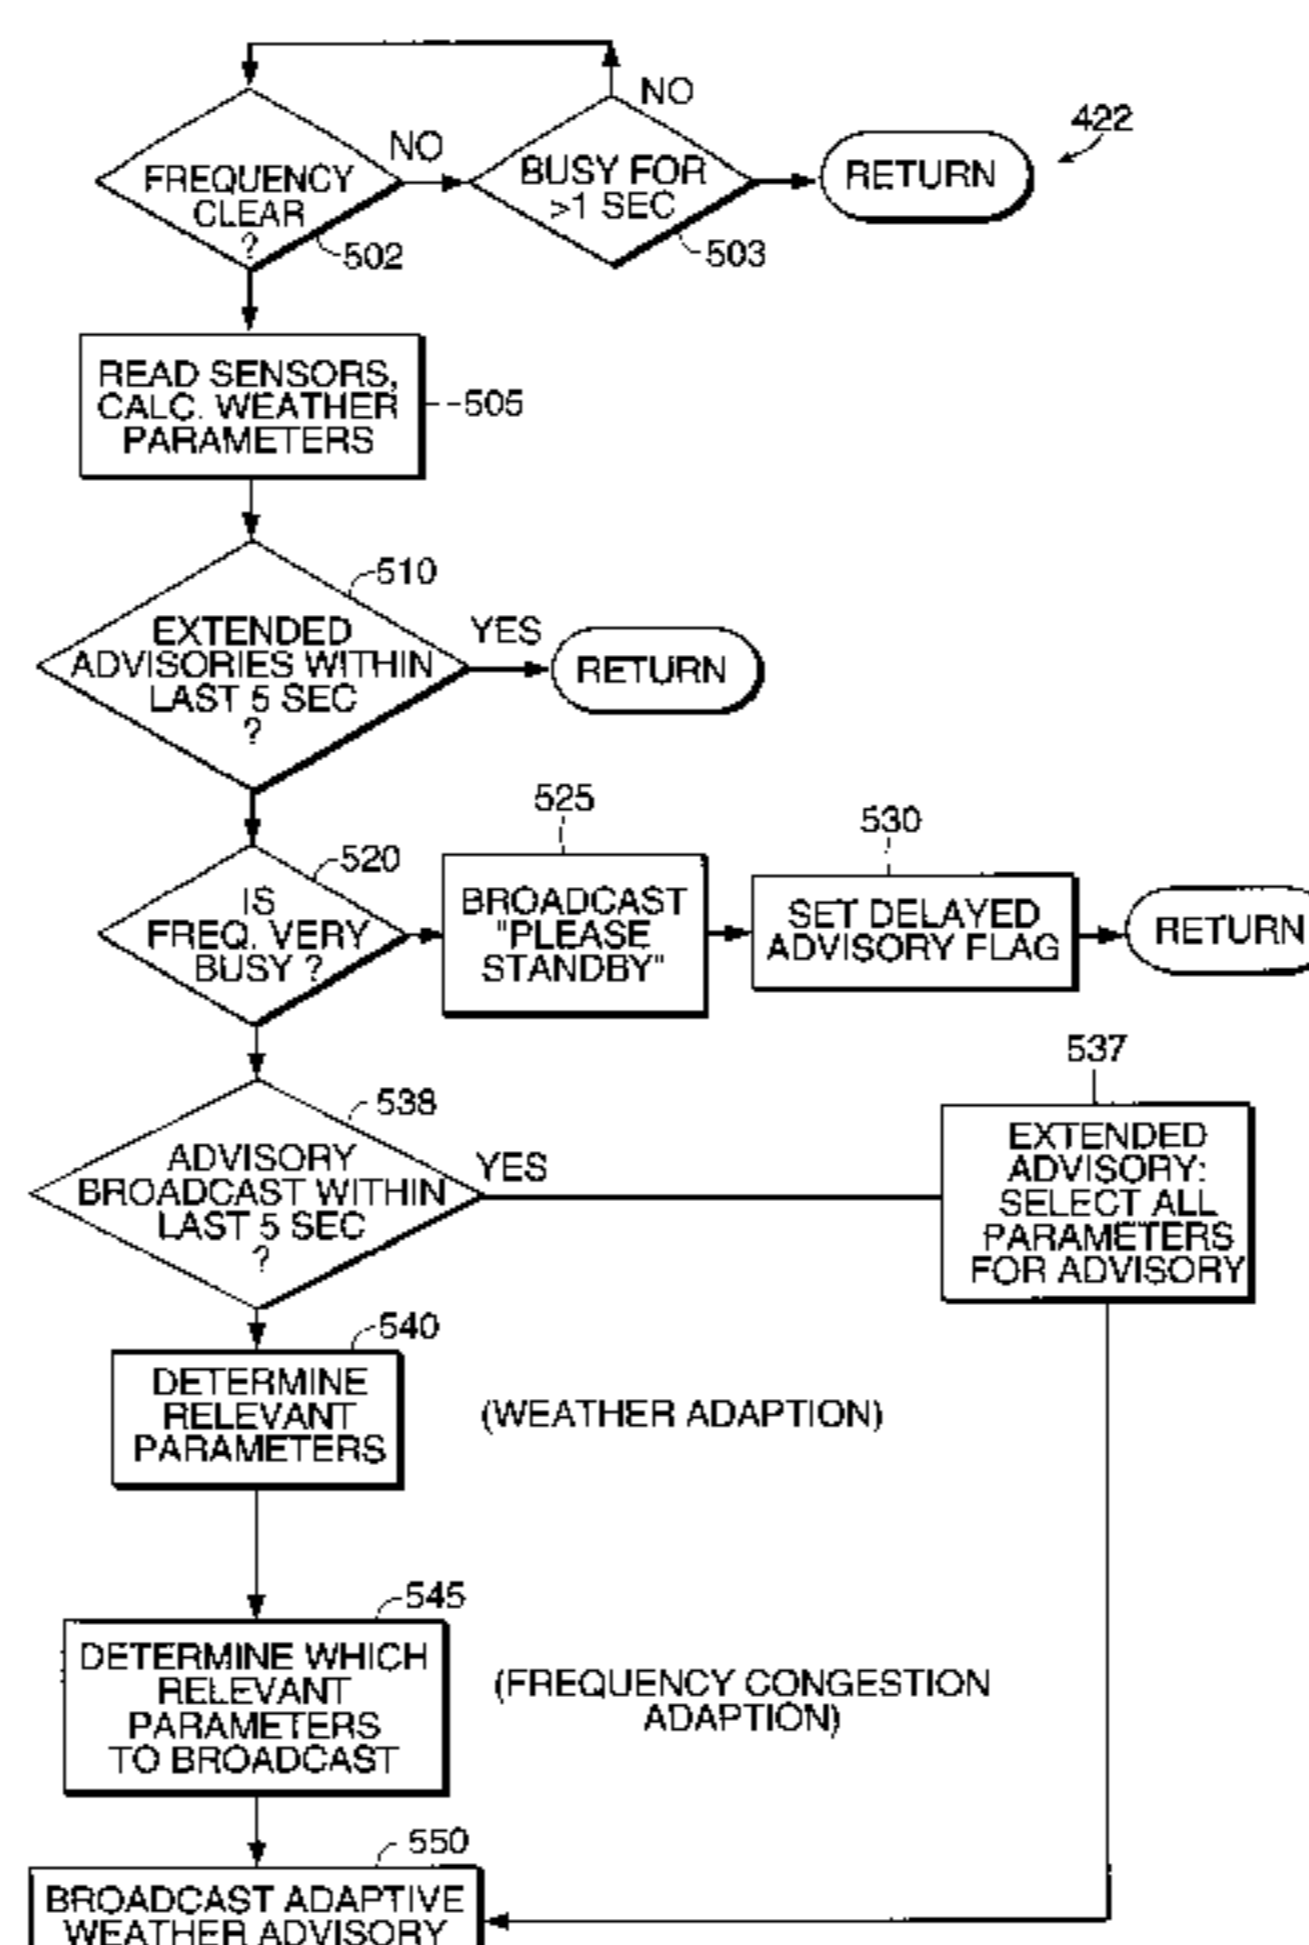 NO
NO
422
FREQUENCY
CLEAR
?
502
BUSY FOR
>1 SEC
503
RETURN
READ SENSORS,
CALC. WEATHER
PARAMETERS
505
510
EXTENDED
ADVISORIES WITHIN
LAST 5 SEC
?
YES
RETURN
520
IS
FREQ. VERY
BUSY ?
525
BROADCAST
"PLEASE
STANDBY"
530
SET DELAYED
ADVISORY FLAG
RETURN
538
ADVISORY
BROADCAST WITHIN
LAST 5 SEC
?
YES
537
EXTENDED
ADVISORY:
SELECT ALL
PARAMETERS
FOR ADVISORY
540
DETERMINE
RELEVANT
PARAMETERS
(WEATHER ADAPTION)
545
DETERMINE WHICH
RELEVANT
PARAMETERS
TO BROADCAST
(FREQUENCY CONGESTION
ADAPTION)
550
BROADCAST ADAPTIVE
WEATHER ADVISORY